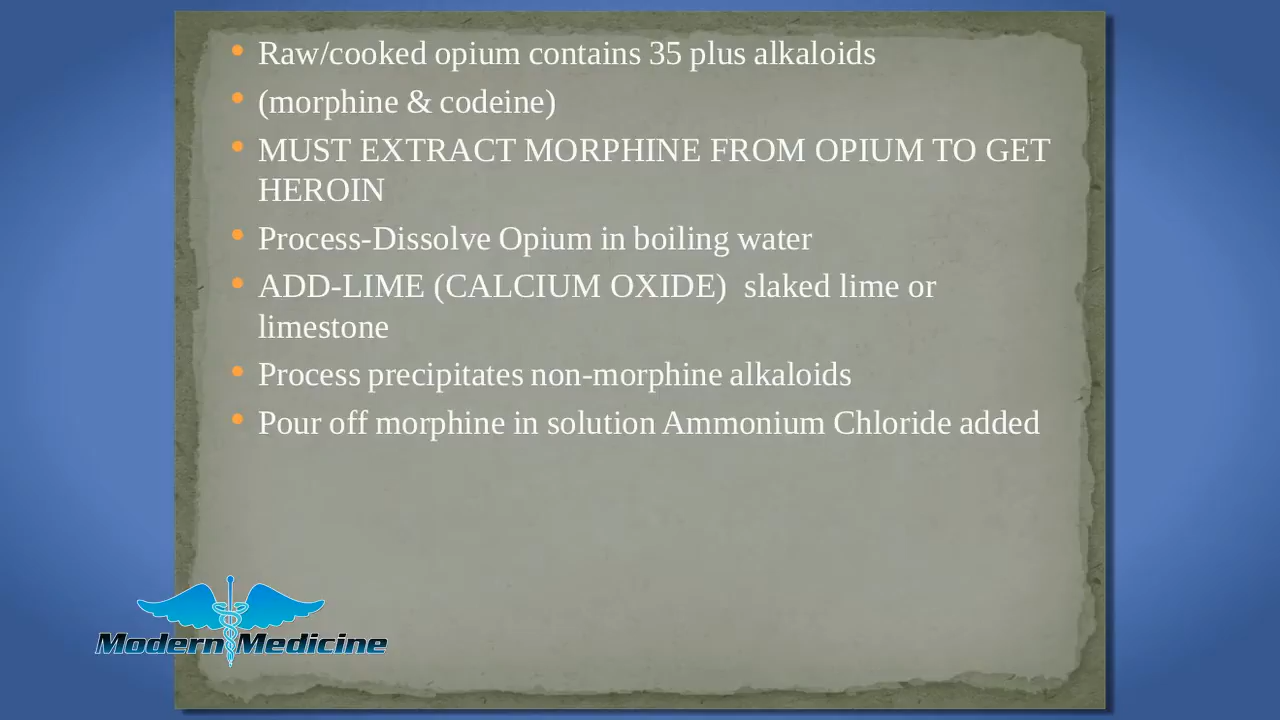 Raw/cooked opium contains 35 plus alkaloids
(morphine & codeine)
MUST EXTRACT MORPHINE FROM OPIUM TO GET
HEROIN
Process-Dissolve Opium in boiling water
ADD-LIME (CALCIUM OXIDE)  slaked lime or
limestone
Process precipitates non-morphine alkaloids
Pour off morphine in solution Ammonium Chloride added
Modern Medicine